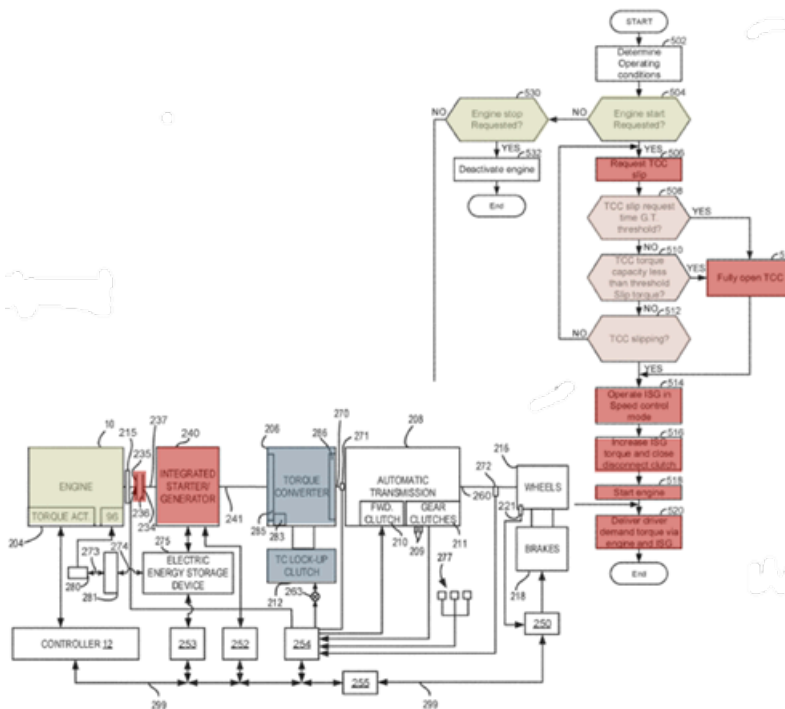 START
502
Determine
Operating
conditions
530
504
NO
Engine stop
Requested?
NO
Engine start
Requested?
YES
532
YES
506
Deactivate
engine
Request TCC
slip
508
End
TCC slip request
time G.T.
threshold?
YES
NO
510
TCC torque
capacity less
than threshold
Slip torque?
YES
Fully open TCC
NO
512
NO
TCC slipping?
YES
514
Operate ISG in
Speed control
mode
516
Increase ISG
torque and close
disconnect clutch
518
Start engine
520
Deliver driver
demand torque via
engine and ISG
End
10
215
237
240
206
286
270
271
208
216
235
272
ENGINE
INTEGRATED
STARTER/
GENERATOR
TORQUE
CONVERTER
AUTOMATIC
TRANSMISSION
WHEELS
260
221
TORQUE ACT
96
236
234
241
285
283
FWD.
CLUTCH
GEAR
CLUTCHES
204
273
274
275
210
209
211
ELECTRIC
ENERGY STORAGE
DEVICE
TC LOCK-UP
CLUTCH
BRAKES
280
281
212
263
277
218
CONTROLLER 12
253
252
254
250
255
299
299